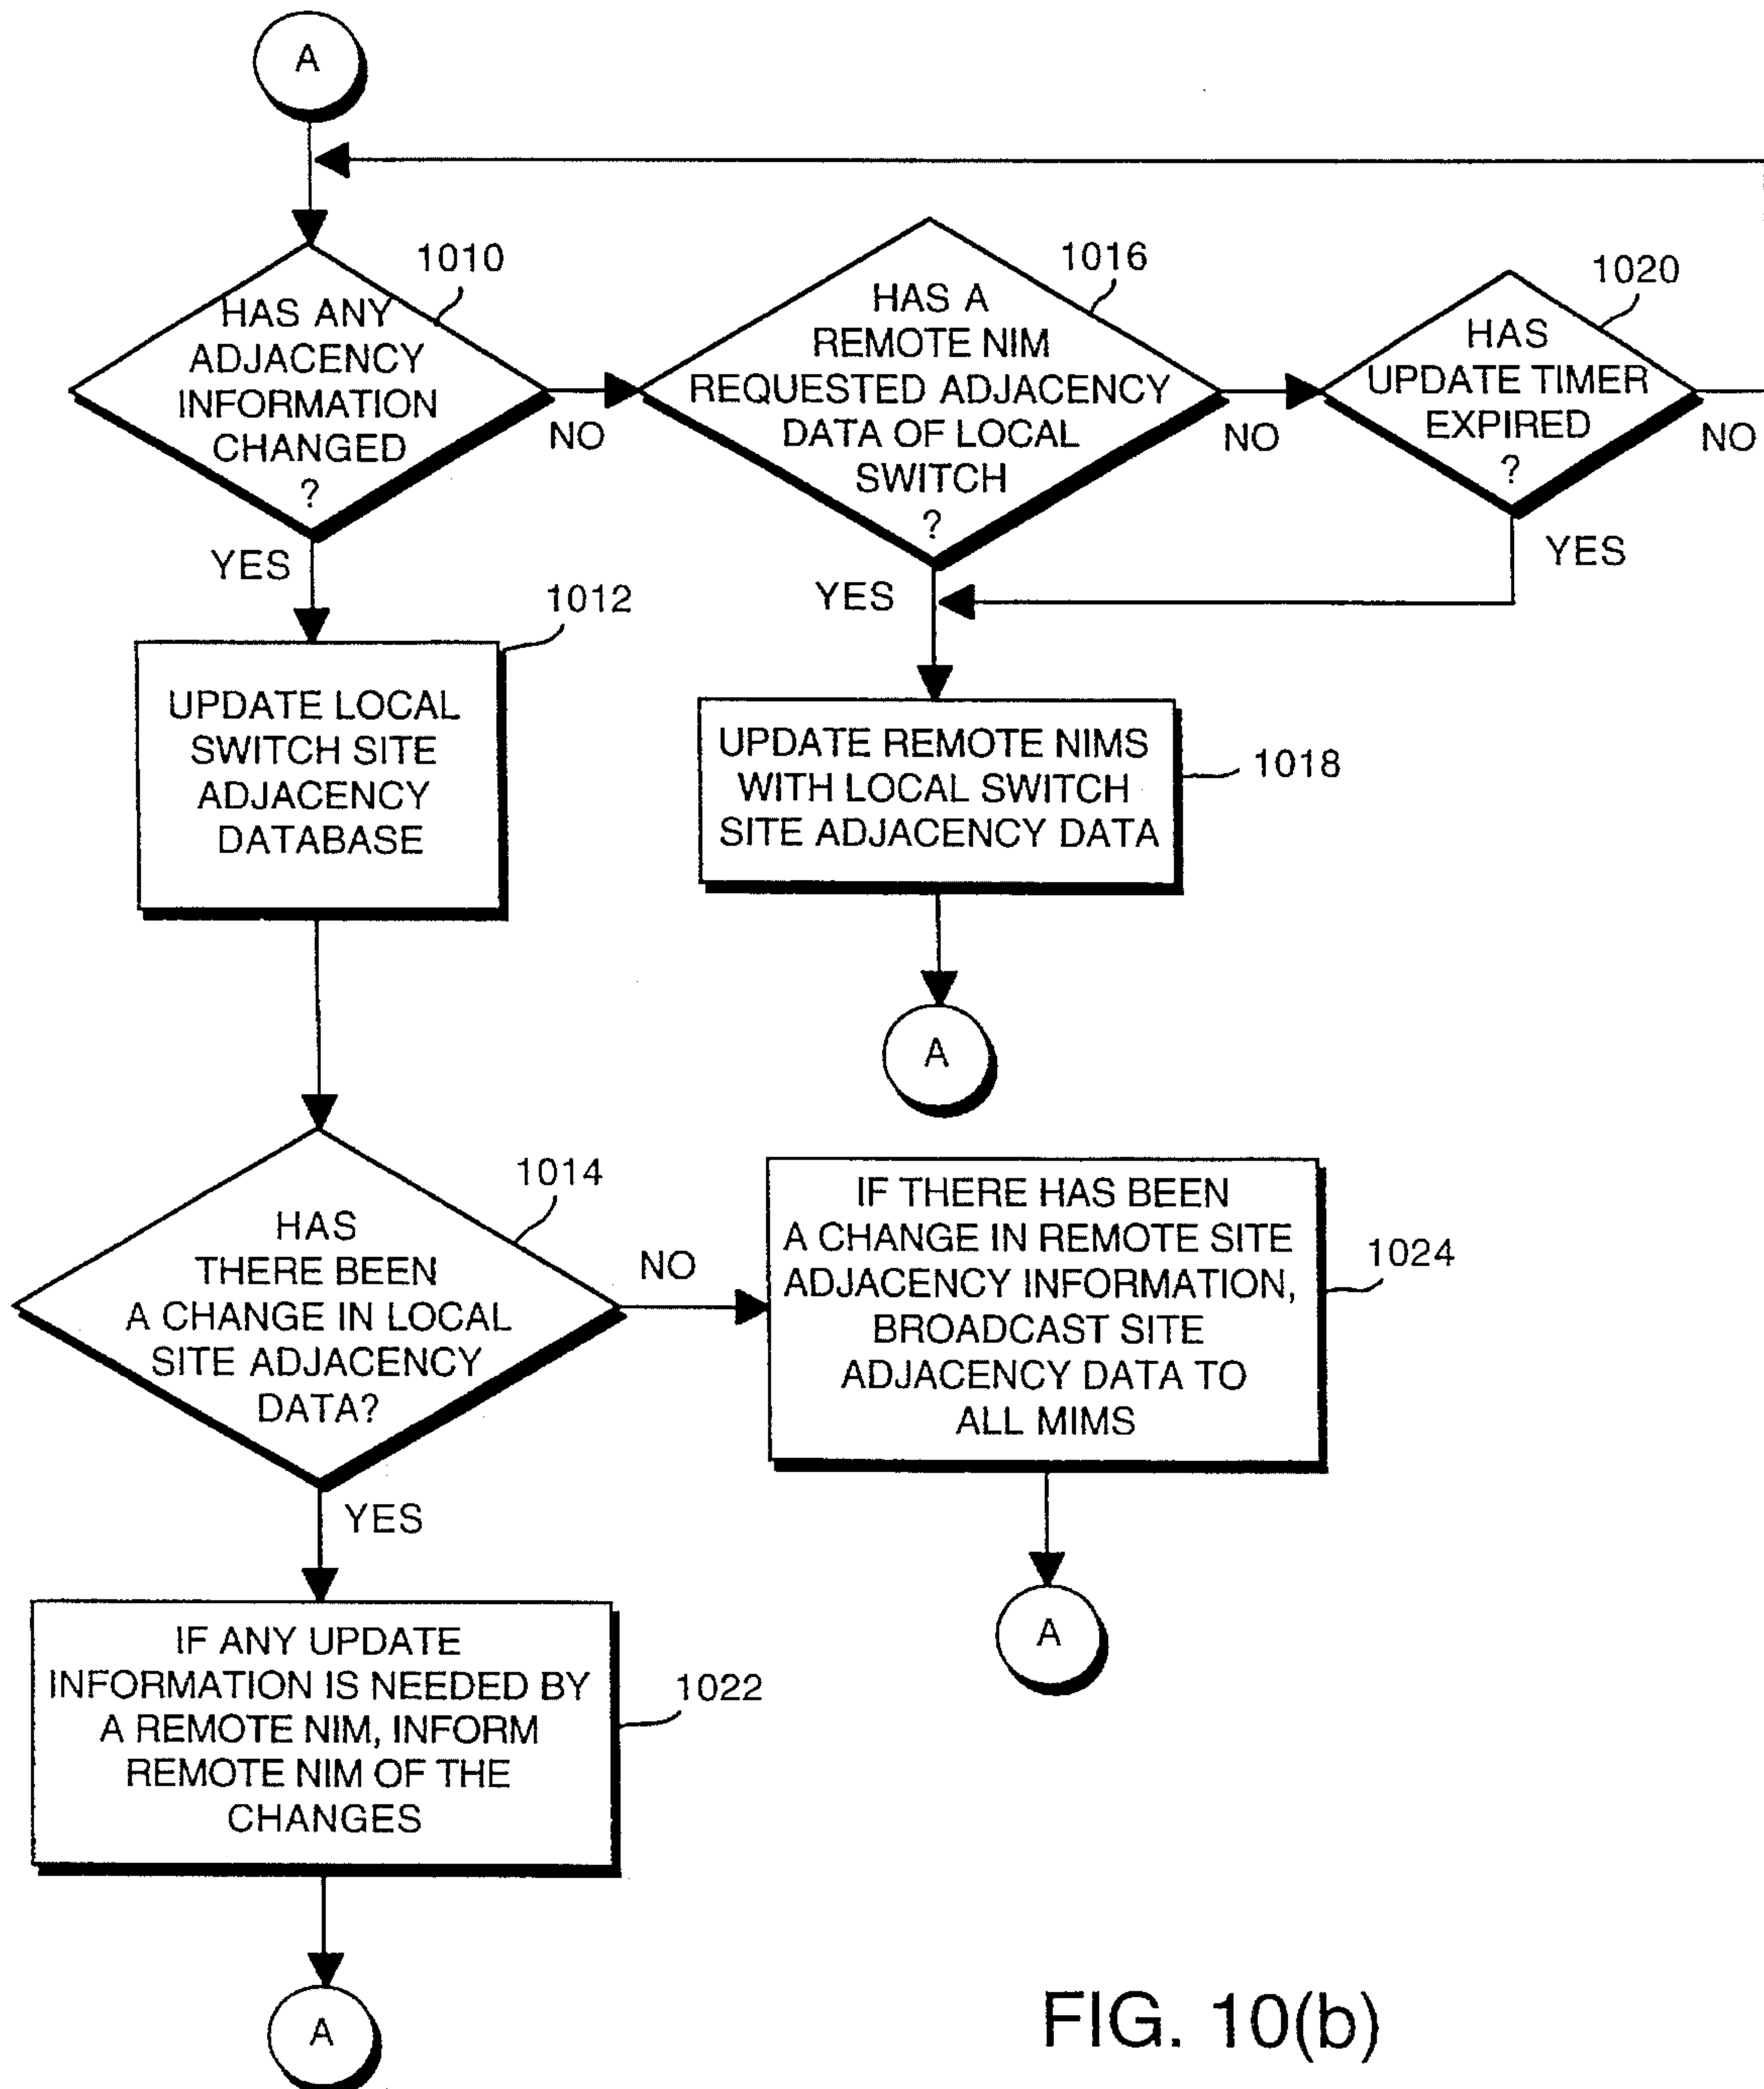 A
1010
HAS ANY
ADJACENCY
INFORMATION
CHANGED
?
NO
YES
1016
HAS A
REMOTE NIM
REQUESTED ADJACENCY
DATA OF LOCAL
SWITCH
?
NO
YES
1020
HAS
UPDATE TIMER
EXPIRED
?
NO
YES
1012
UPDATE LOCAL
SWITCH SITE
ADJACENCY
DATABASE
UPDATE REMOTE NIMS
WITH LOCAL SWITCH
SITE ADJACENCY DATA
1018
A
1014
HAS
THERE BEEN
A CHANGE IN LOCAL
SITE ADJACENCY
DATA?
NO
YES
IF THERE HAS BEEN
A CHANGE IN REMOTE SITE
ADJACENCY INFORMATION,
BROADCAST SITE
ADJACENCY DATA TO
ALL MIMS
1024
A
IF ANY UPDATE
INFORMATION IS NEEDED BY
A REMOTE NIM, INFORM
REMOTE NIM OF THE
CHANGES
1022
A
FIG. 10(b)